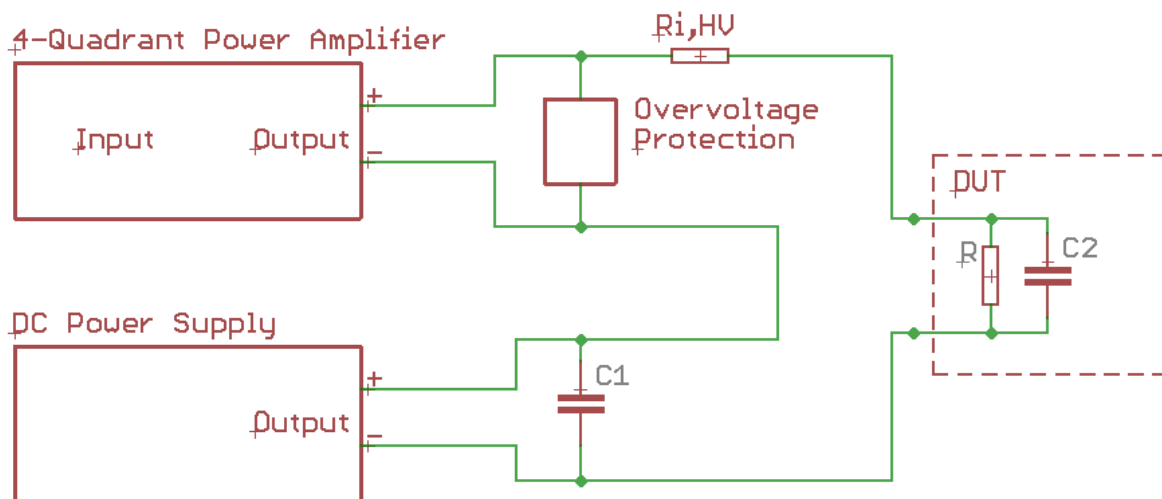 4-Quadrant Power Amplifier
Ri,HV
+
Input
Output
-
Overvoltage
Protection
DUT
R
C2
DC Power Supply
+
C1
Output
-